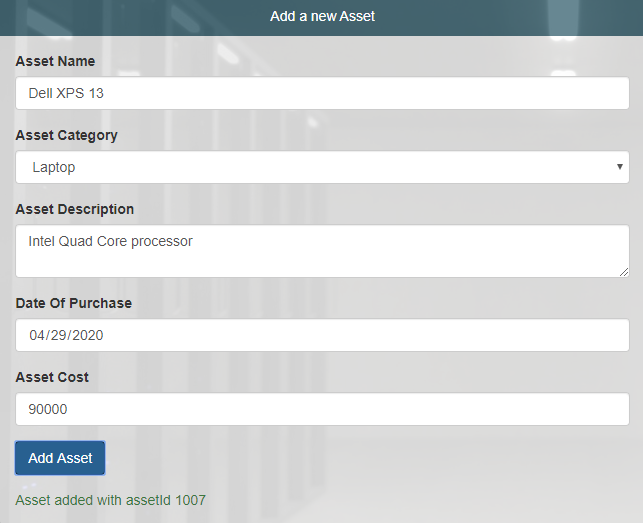 Add a new Asset
Asset Name
Dell XPS 13
Asset Category
Laptop
Asset Description
Intel Quad Core processor
Date Of Purchase
04/29/2020
Asset Cost
90000
Add Asset
Asset added with assetId 1007